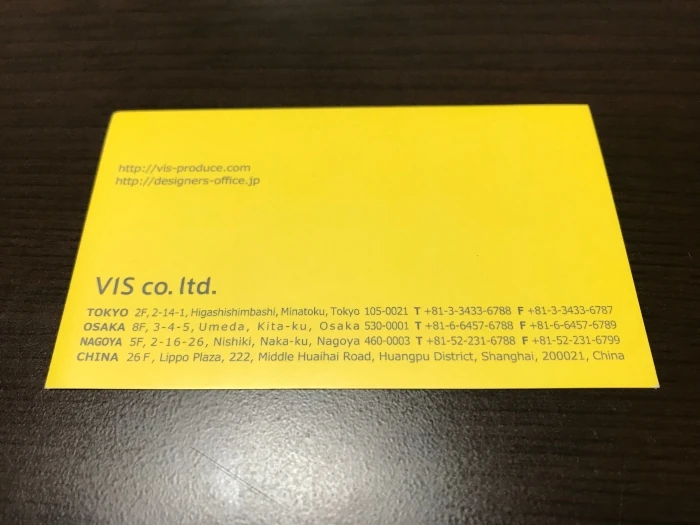 http://vis-produce.com
http://designers-office.jp
VIS co. ltd.
TOKYO 2F, 2-14-1, Higashishimbashi, Minatoku, Tokyo 105-0021 T +81-3-3433-6788 F +81-3-3433-6787
OSAKA 8F, 3-4-5, Umeda, Kita-ku, Osaka 530-0001 T +81-6-6457-6788 F +81-6-6457-6789
NAGOYA 5F, 2-16-26, Nishiki, Naka-ku, Nagoya 460-0003 T +81-52-231-6788 F +81-52-231-6799
CHINA 26F, Lippo Plaza, 222, Middle Huaihai Road, Huangpu District, Shanghai, 200021, China